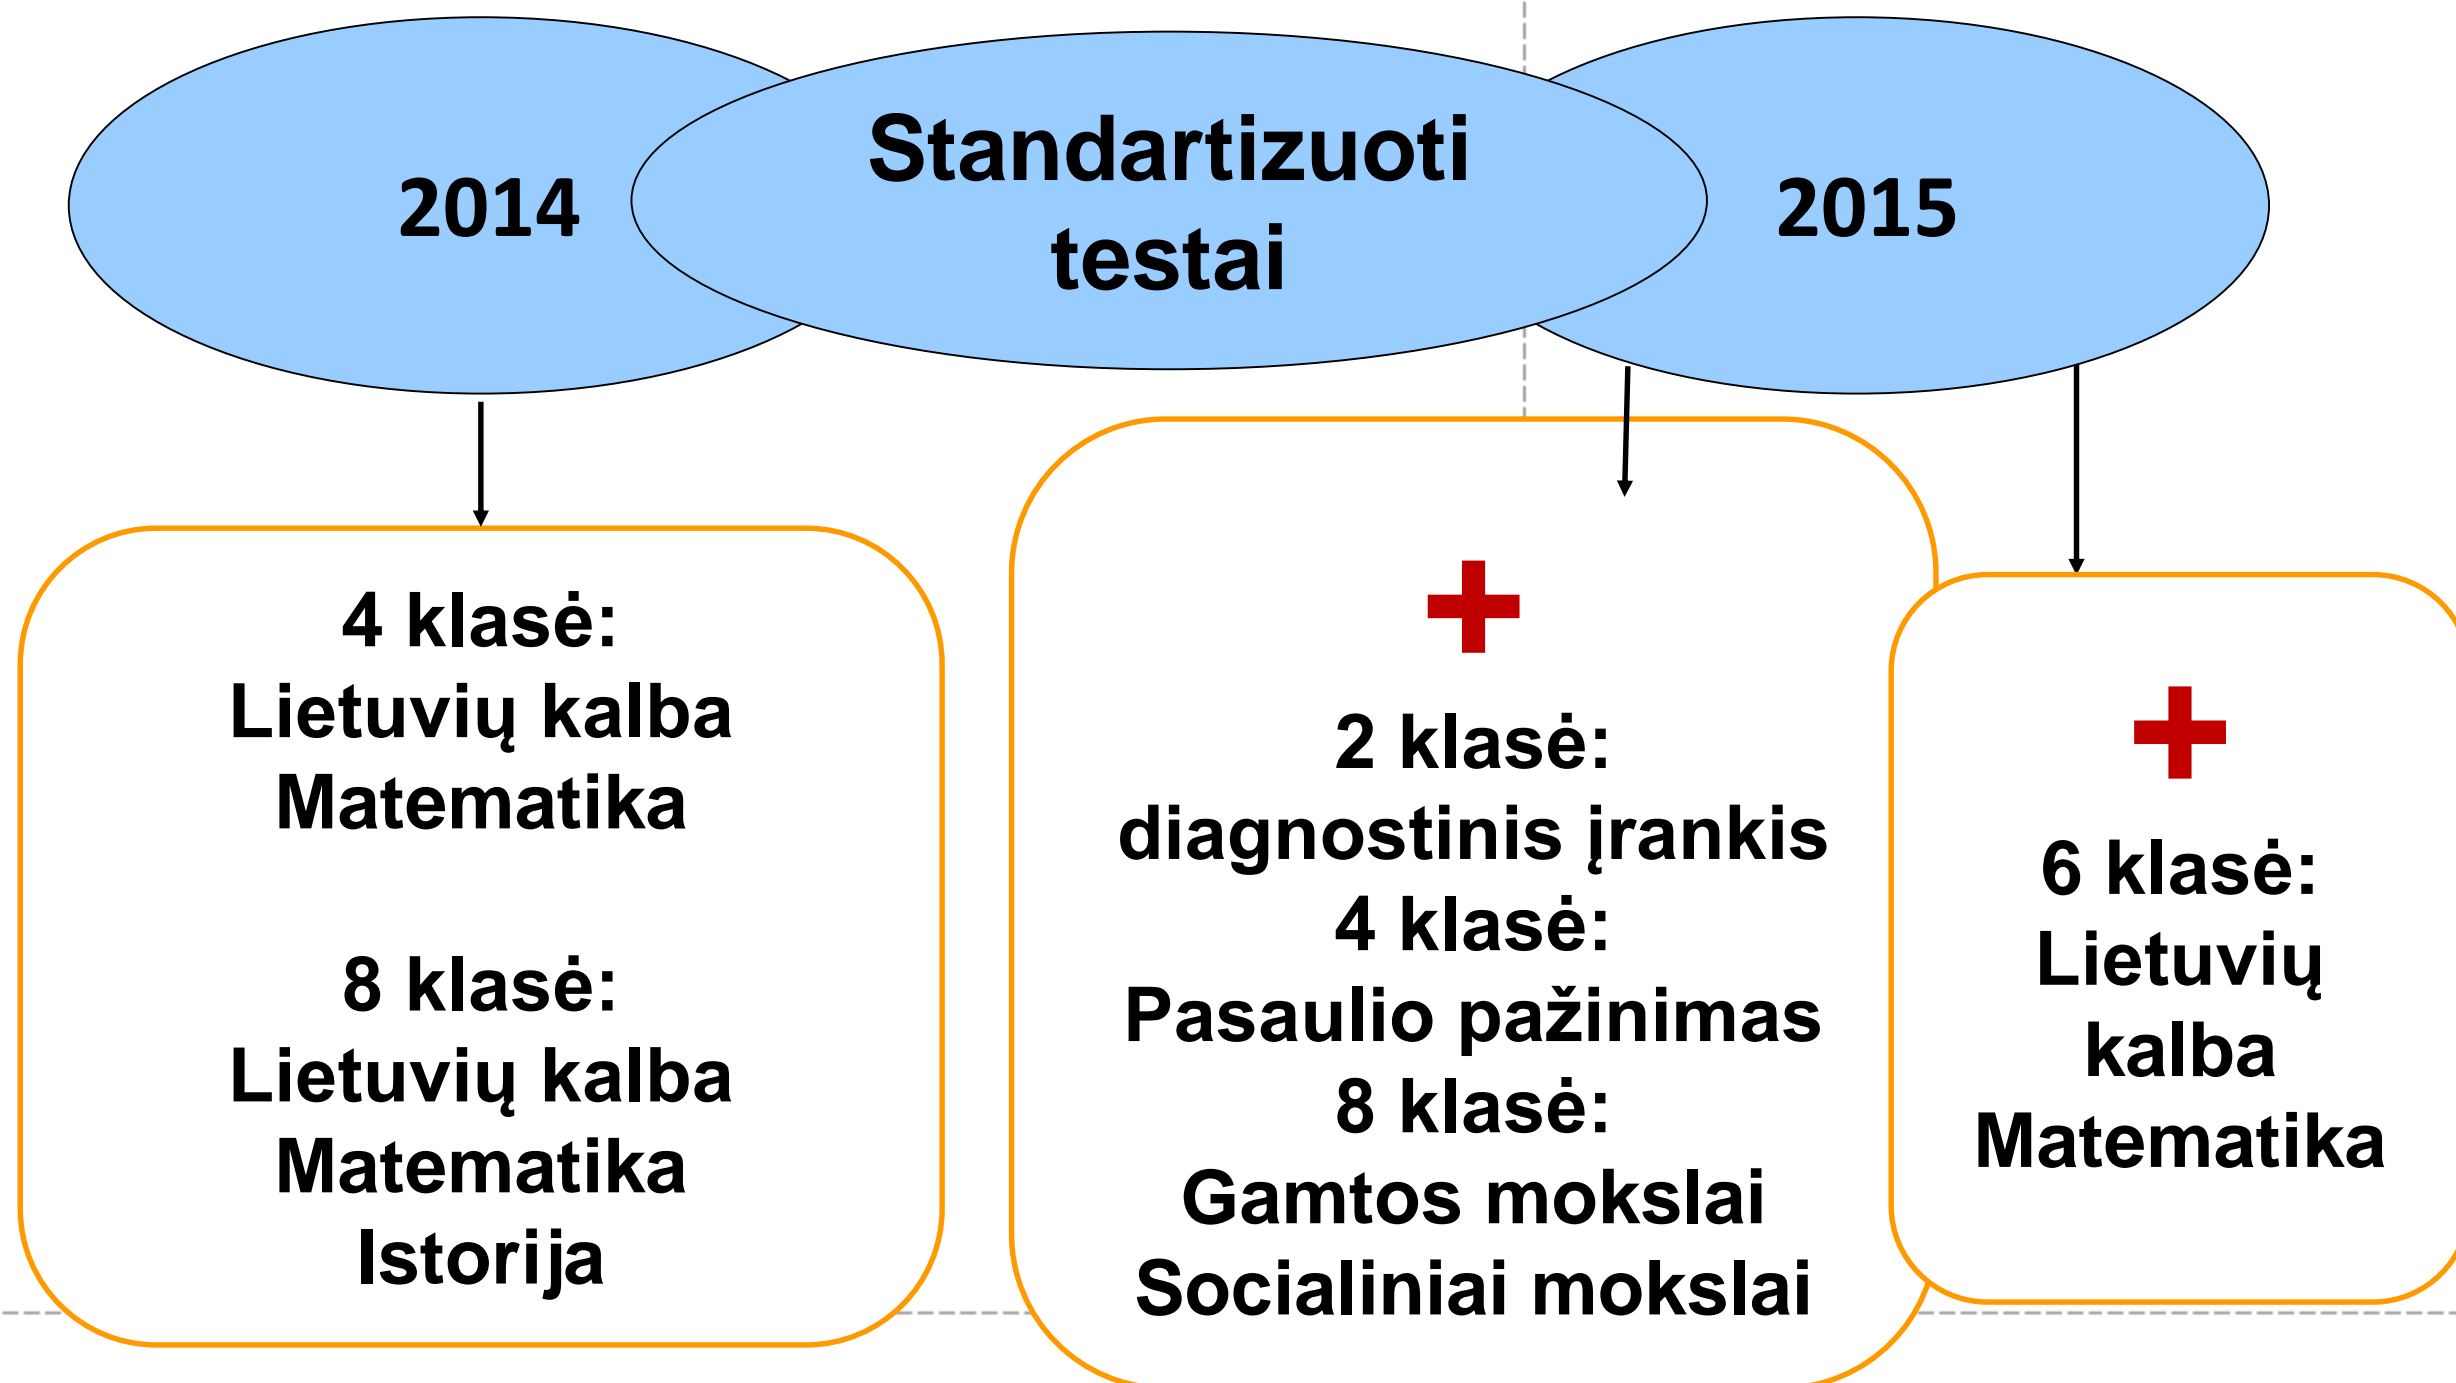 2014
Standartizuoti
testai
2015
4 klasė:
Lietuvių kalba
Matematika
8 klasė:
Lietuvių kalba
Matematika
Istorija
2 klasė:
diagnostinis įrankis
4 klasė:
Pasaulio pažinimas
8 klasė:
Gamtos mokslai
Socialiniai mokslai
6 klasė:
Lietuvių
kalba
Matematika